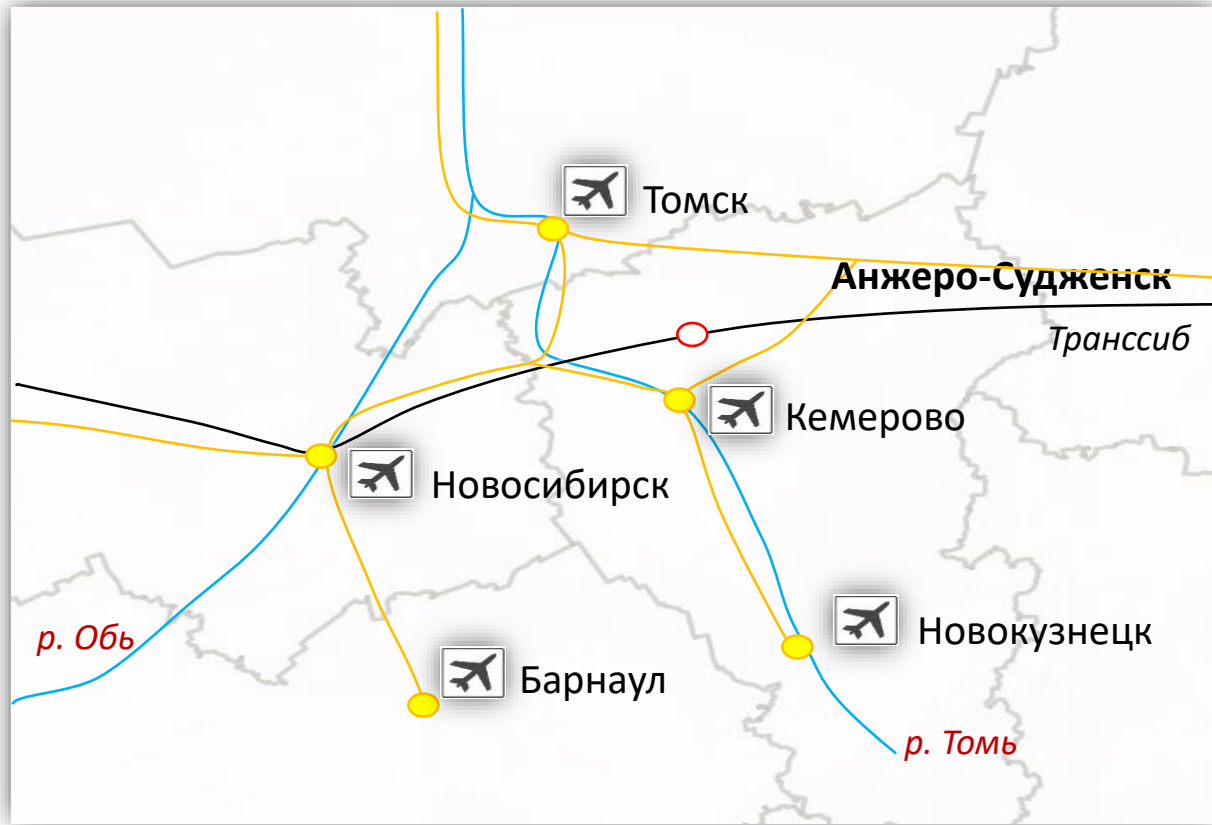 Томск
Анжеро-Судженск
Транссиб
Кемерово
Новосибирск
р. Обь
Новокузнецк
Барнаул
р. Томь